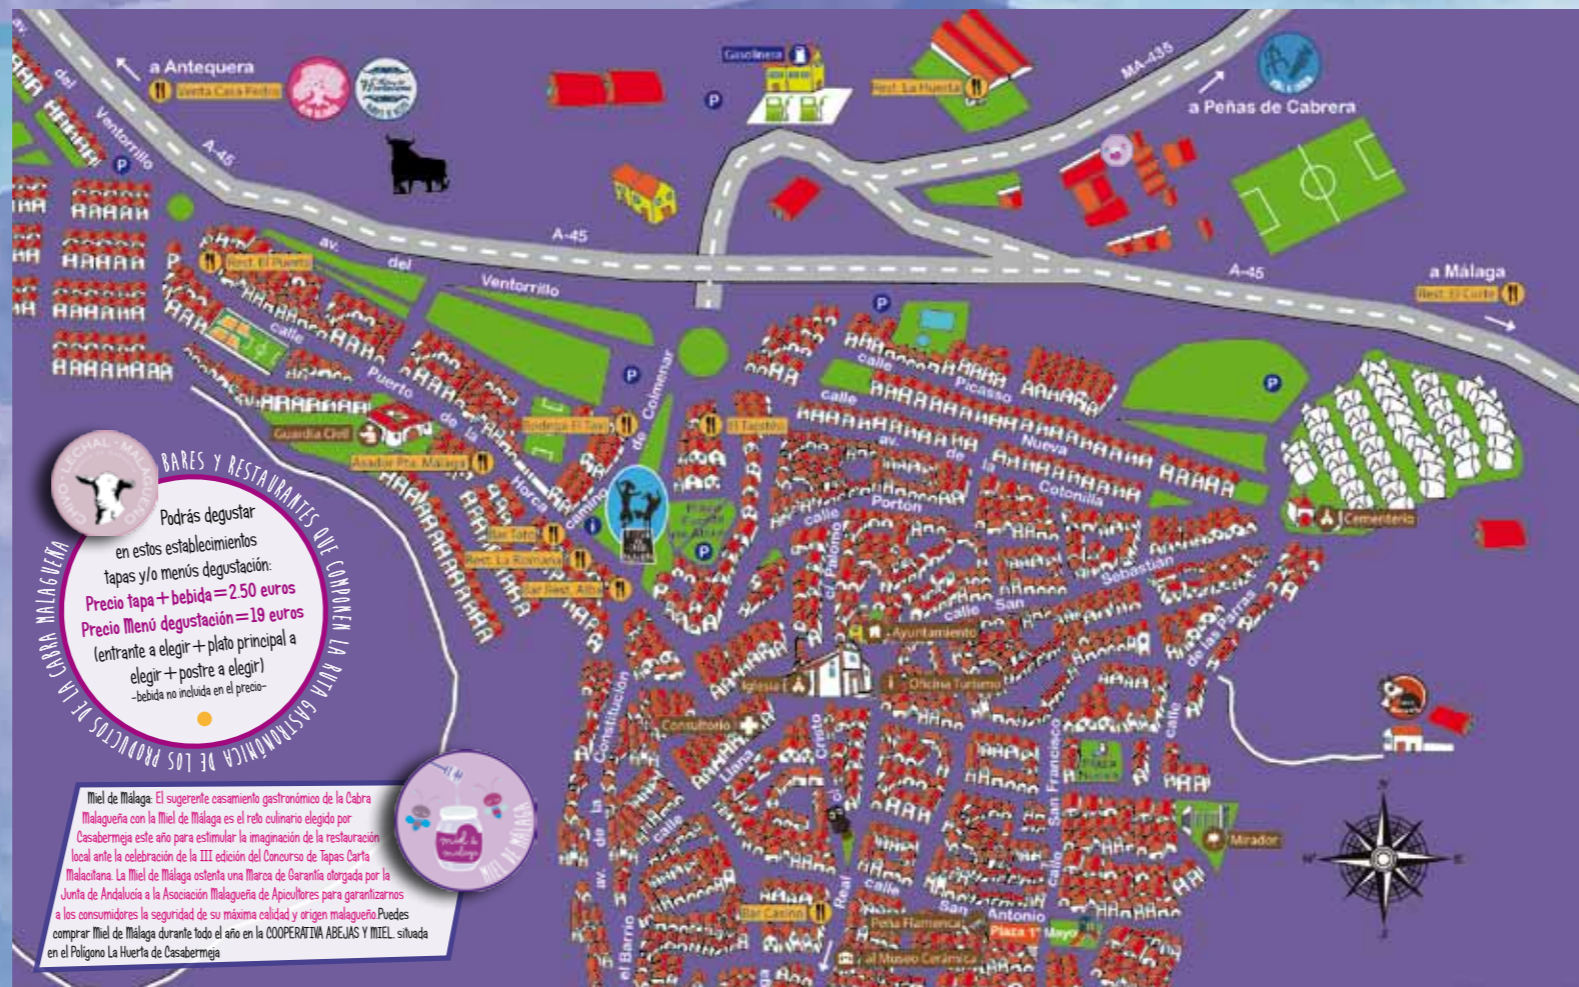 a Antequera
Venta Casa Pedro
av.
del
Ventorrillo
P
A-45
Gasolinera
P
Rest. La Huerta
MA-435
a Peñas de Cabrera
A-45
A-45
a Málaga
Rest. El Corte
Rest. El Puerto
av.
del
Ventorrillo
calle
Puerto
de
la
Horca
P
P
P
camino
de Colmenar
calle
Picasso
calle
Nueva
av.
de
la
Cotonilla
Guardia Civil
Asador Pto. Málaga
Bodega El Taxi
El Tapiteo
Bar Toto
Rest. La Romana
Bar Rest. Alba
i
P
calle
Porton
c/. Palomo
calle
San
Sebastián
Cementerio
calle
de las Parras
Ayuntamiento
Iglesia
Oficina Turismo
Consultorio
av.
de
la
Constitución
calle
Llana
c/.
Cristo
calle
San Francisco
Plaza
Nueva
Mirador
Real
calle
San
Antonio
Bar Casino
Peña Flamenca
Plaza 1º Mayo
al Museo Cerámica
el Barrio
CHIVO · LECHAL · MALAGUEÑO
BARES Y RESTAURANTES QUE COMPONEN LA RUTA GASTRONÓMICA DE LOS PRODUCTOS DE LA CABRA MALAGUEÑA
Podrás degustar
en estos establecimientos
tapas y/o menús degustación:
Precio tapa+bebida=2.50 euros
Precio Menú degustación=19 euros
(entrante a elegir+plato principal a
elegir+postre a elegir)
-bebida no incluida en el precio-
miel de málaga
MIEL DE MÁLAGA
Miel de Málaga: El sugerente casamiento gastronómico de la Cabra
Malagueña con la Miel de Málaga es el reto culinario elegido por
Casabermeja este año para estimular la imaginación de la restauración
local ante la celebración de la III edición del Concurso de Tapas Carta
Malacitana. La Miel de Málaga ostenta una Marca de Garantía otorgada por la
Junta de Andalucía a la Asociación Malagueña de Apicultores para garantizarnos
a los consumidores la seguridad de su máxima calidad y origen malagueño.Puedes
comprar Miel de Málaga durante todo el año en la COOPERATIVA ABEJAS Y MIEL. situada
en el Polígono La Huerta de Casabermeja